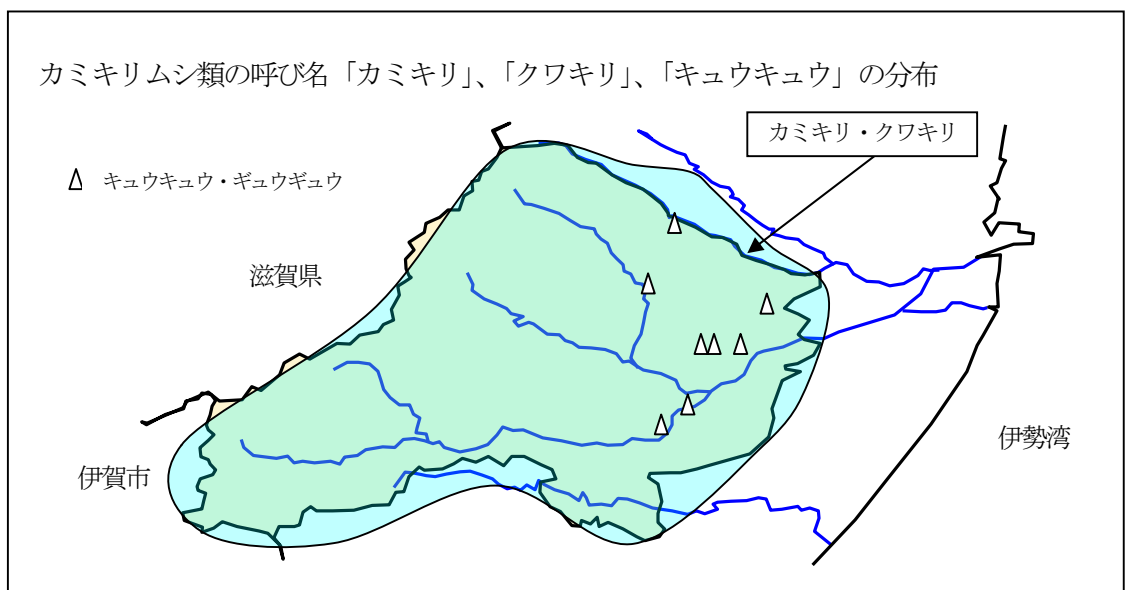 カミキリムシ類の呼び名「カミキリ」、「クワキリ」、「キュウキュウ」の分布
カミキリ・クワキリ
キュウキュウ・ギュウギュウ
滋賀県
伊勢湾
伊賀市